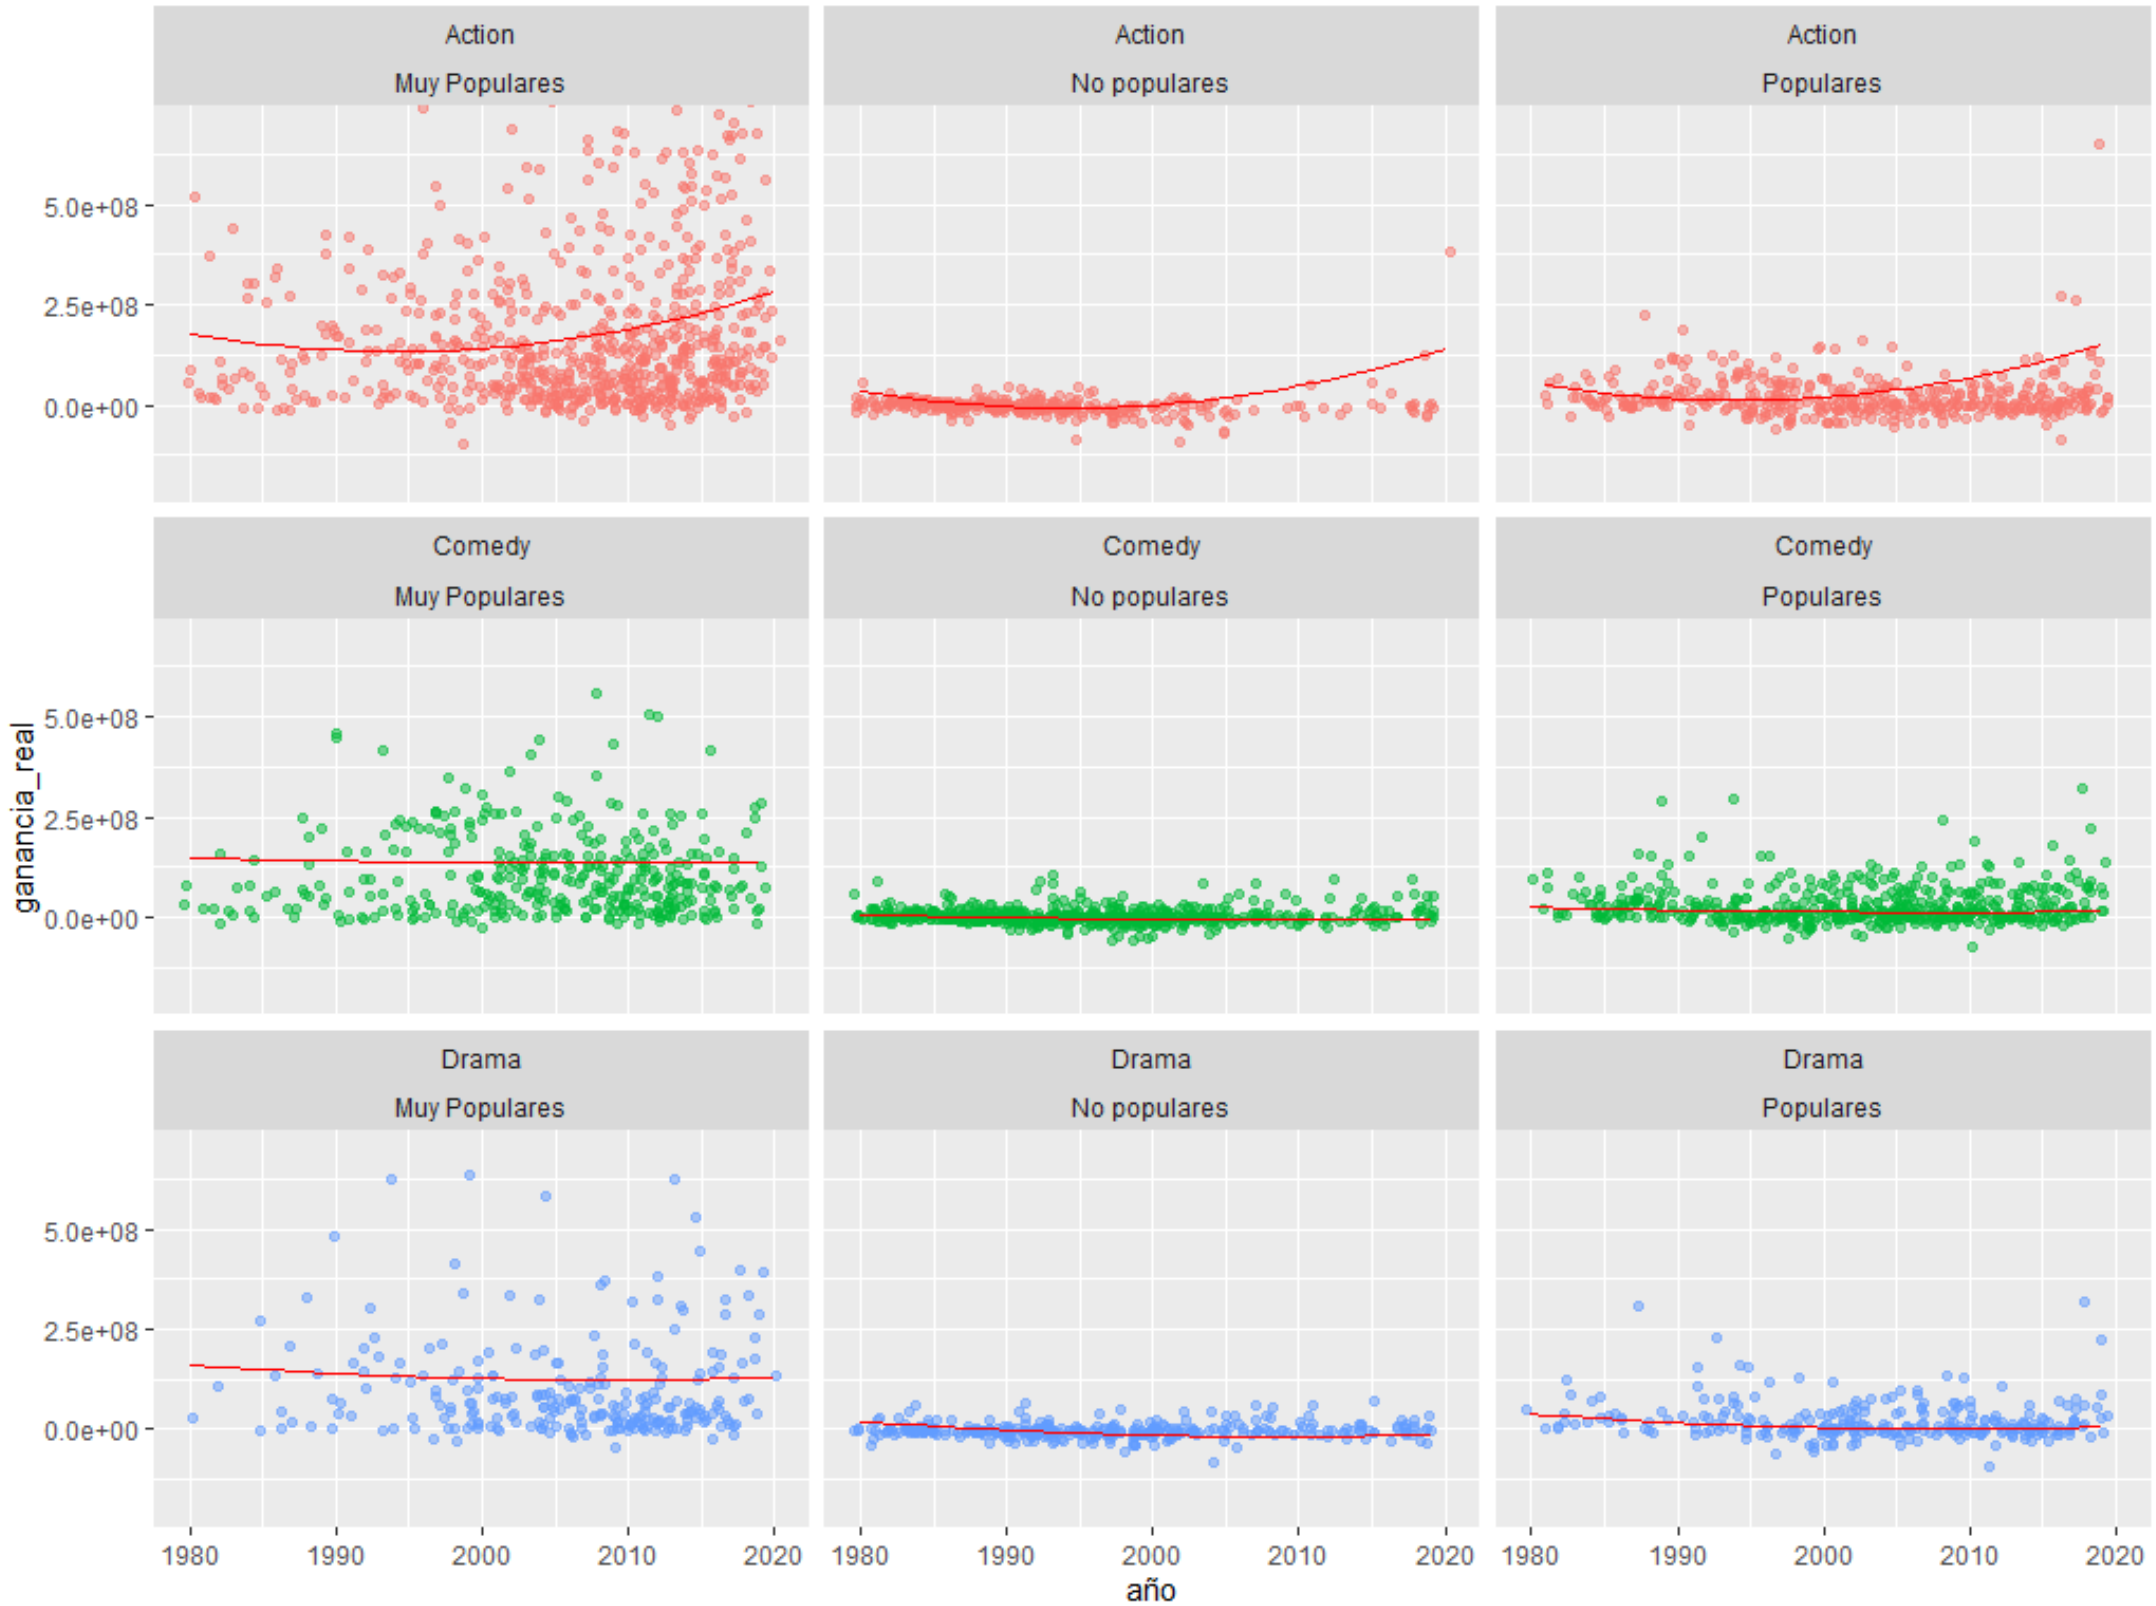 Action
Muy Populares
Action
No populares
Action
Populares
5.0e+08
2.5e+08
0.0e+00
Comedy
Muy Populares
Comedy
No populares
Comedy
Populares
ganancia_real
5.0e+08
2.5e+08
0.0e+00
Drama
Muy Populares
Drama
No populares
Drama
Populares
5.0e+08
2.5e+08
0.0e+00
1980 1990 2000 2010 2020
1980 1990 2000 2010 2020
1980 1990 2000 2010 2020
año